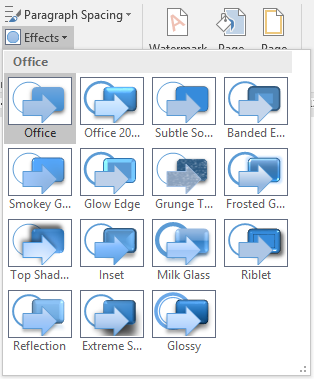 Paragraph Spacing
Effects
Watermark Page Page
Office
Office Office 20... Subtle So... Banded E...
Smokey G... Glow Edge Grunge T... Frosted G...
Top Shad... Inset Milk Glass Riblet
Reflection Extreme S... Glossy